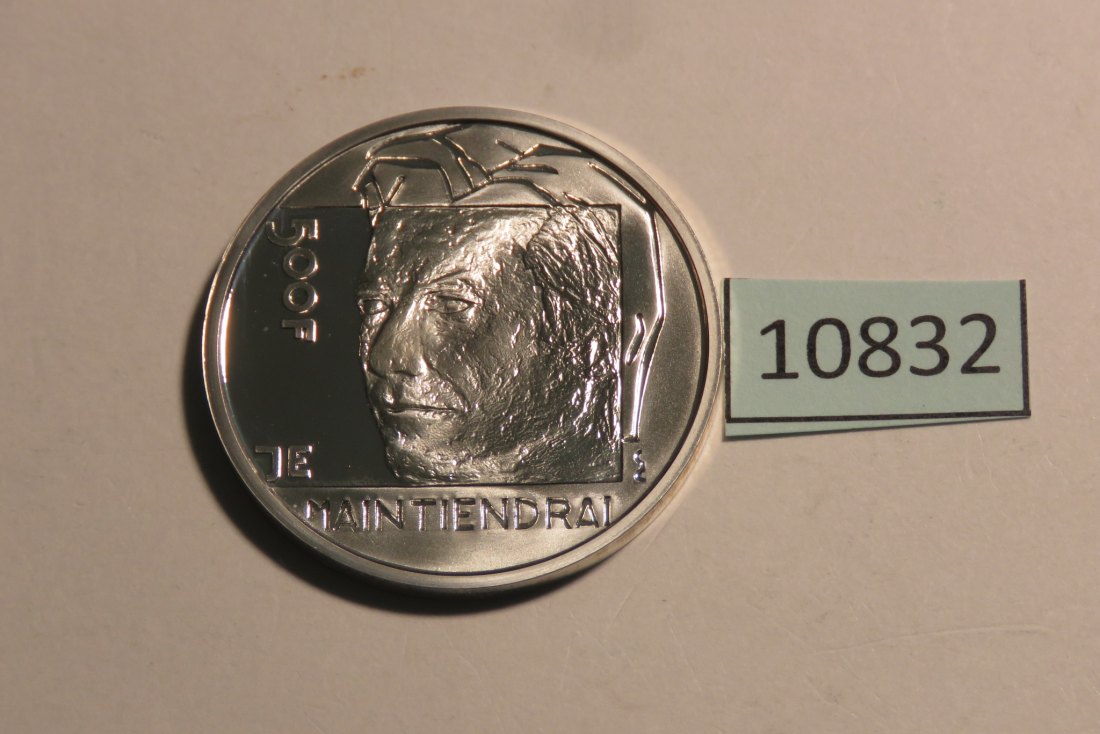 500F
JE
MAINTIENDRAI
10832